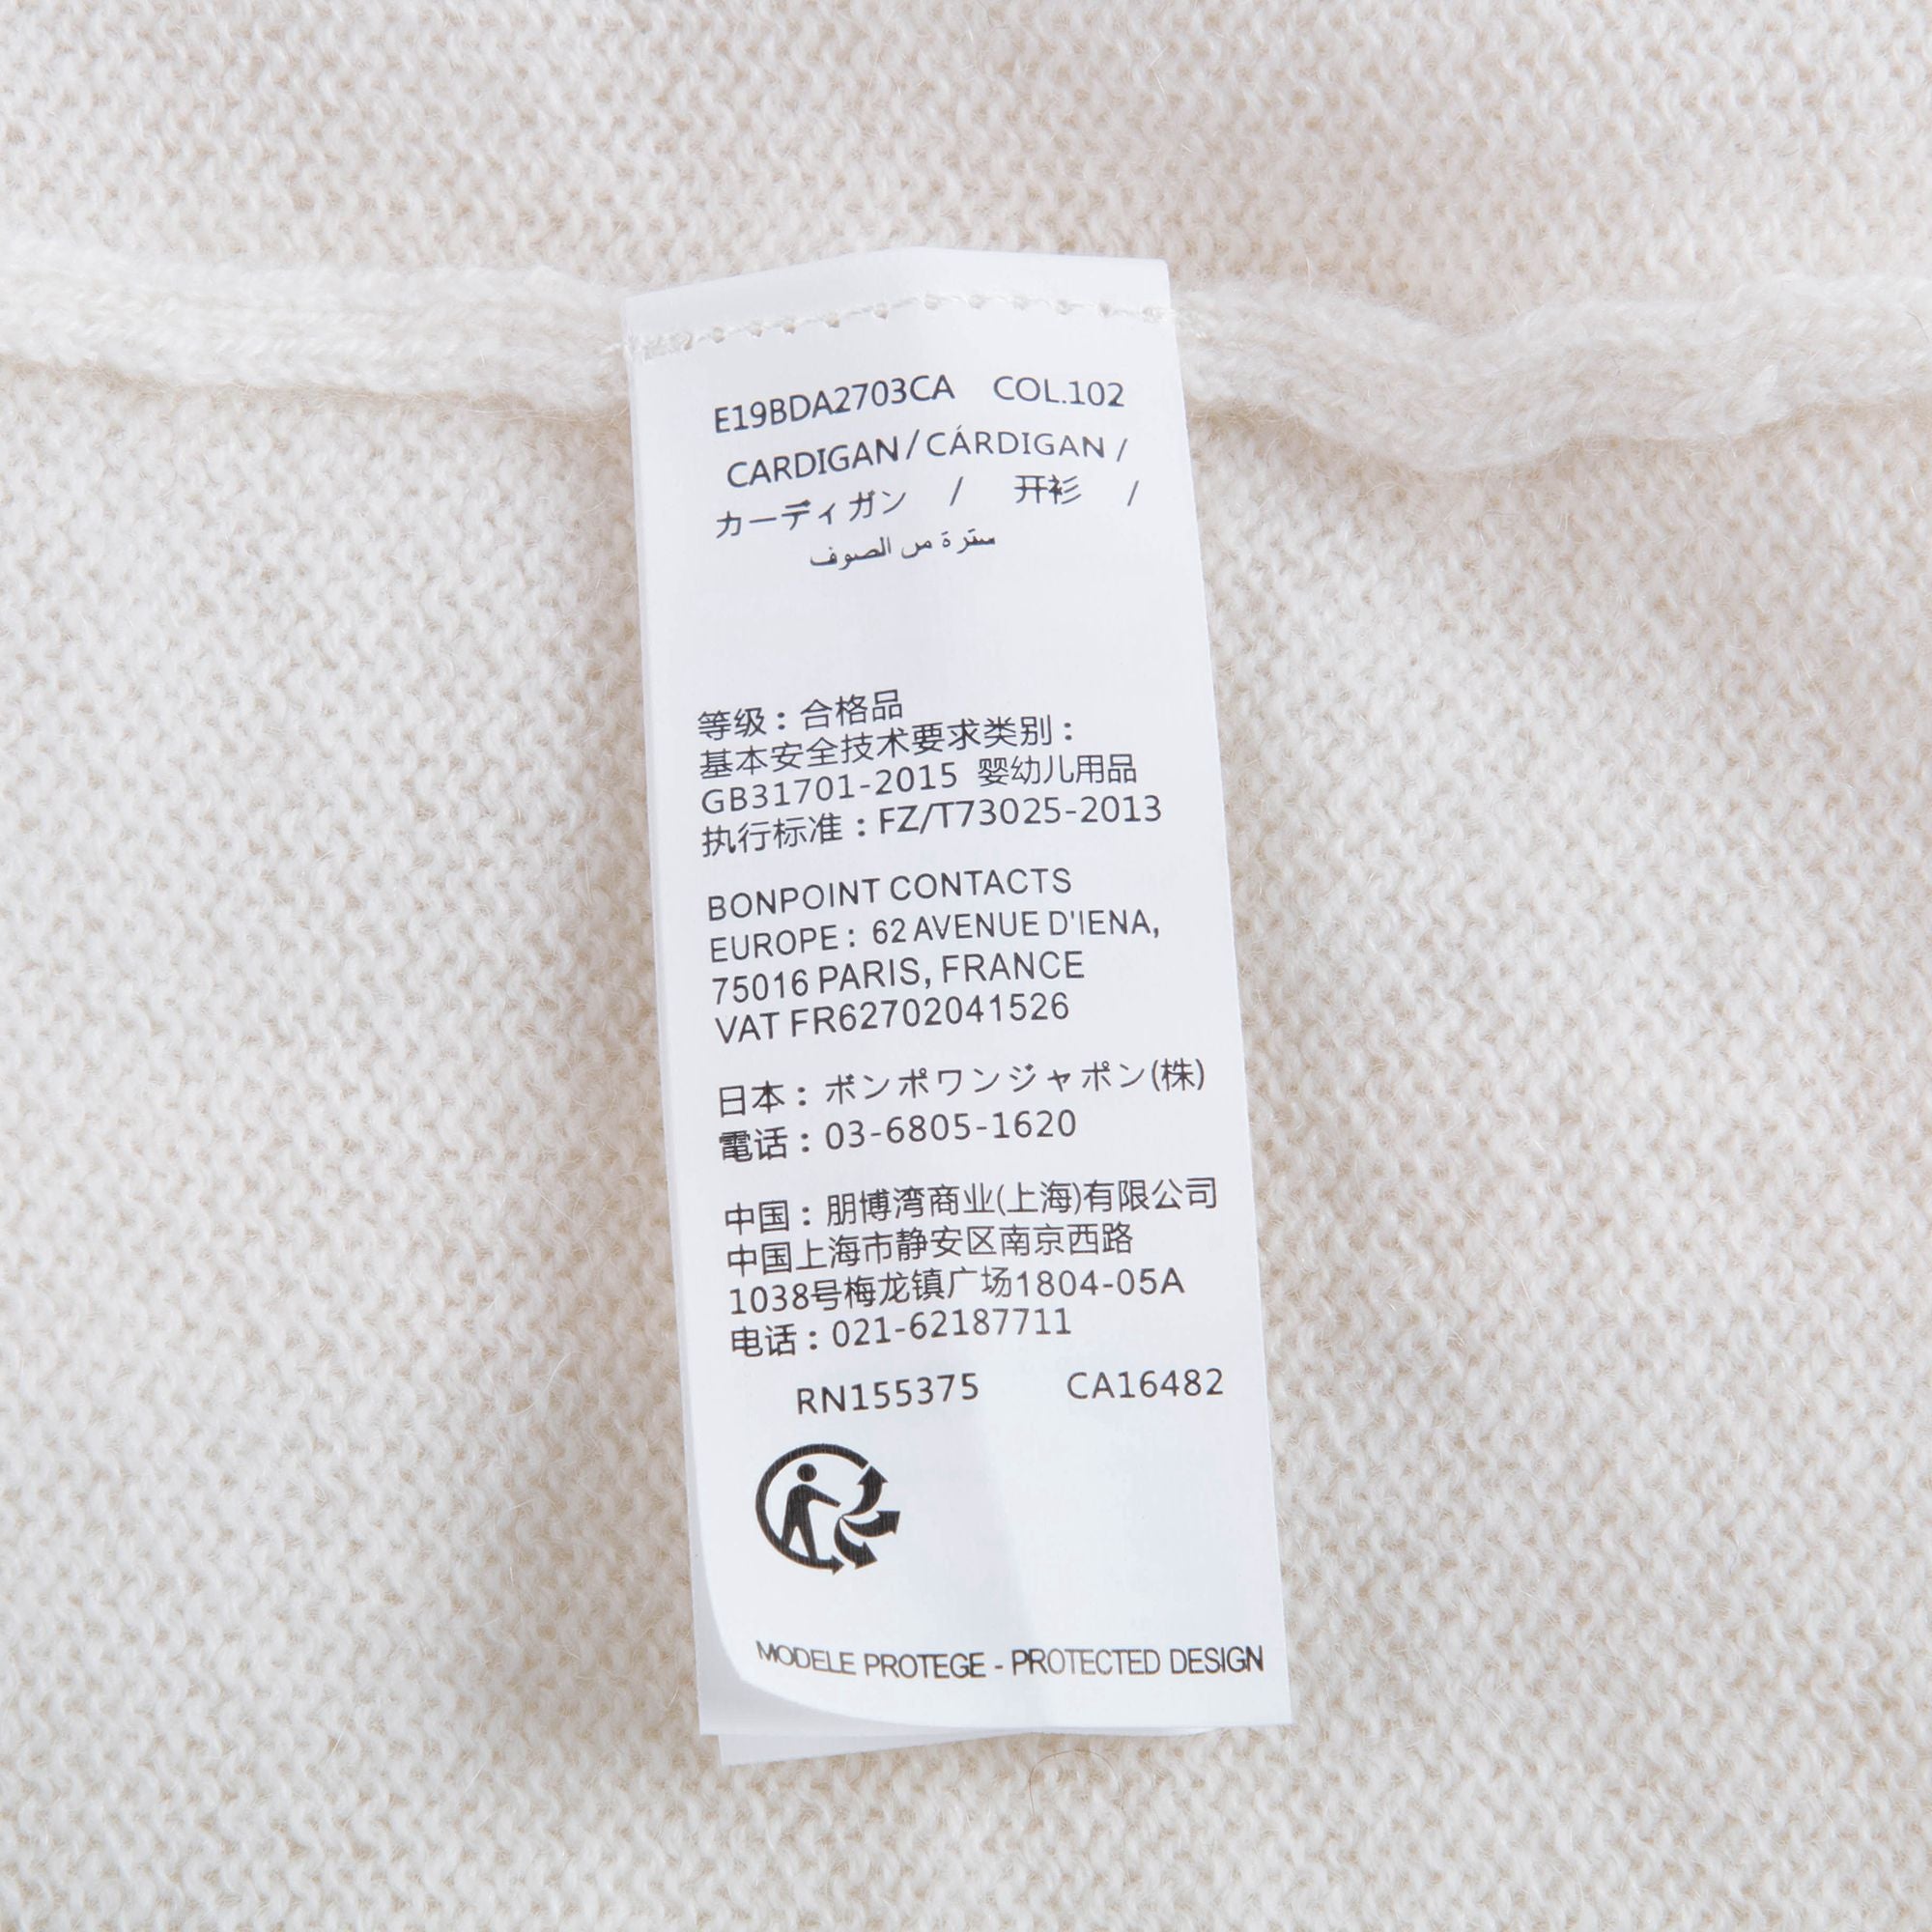 E19BDA2703CA COL.102
CARDIGAN / CÁRDIGAN /
カーディガン / 开衫 /
سترة من الصوف
等级：合格品
基本安全技术要求类别：
GB31701-2015 婴幼儿用品
执行标准：FZ/T73025-2013
BONPOINT CONTACTS
EUROPE : 62 AVENUE D'IENA,
75016 PARIS, FRANCE
VAT FR62702041526
日本：ボンポワンジャポン(株)
電话：03-6805-1620
中国：朋博湾商业(上海)有限公司
中国上海市静安区南京西路
1038号梅龙镇广场1804-05A
电话：021-62187711
RN155375 CA16482
MODELE PROTEGE - PROTECTED DESIGN